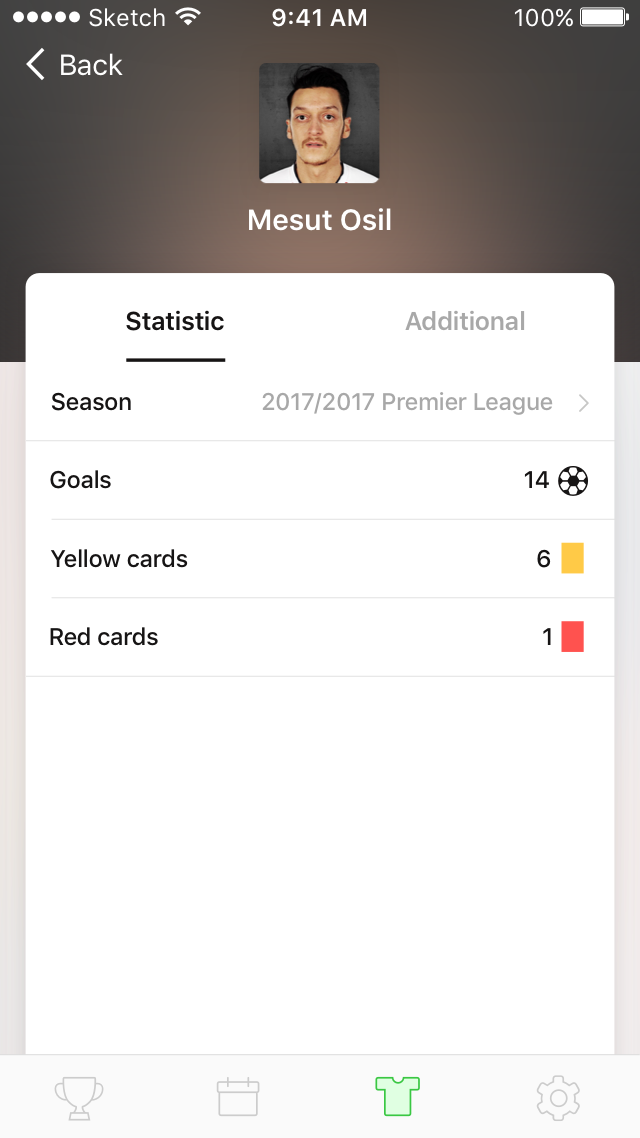 Sketch 9:41 AM 100%
Back
Mesut Osil
Statistic Additional
Season 2017/2017 Premier League
Goals 14
Yellow cards 6
Red cards 1